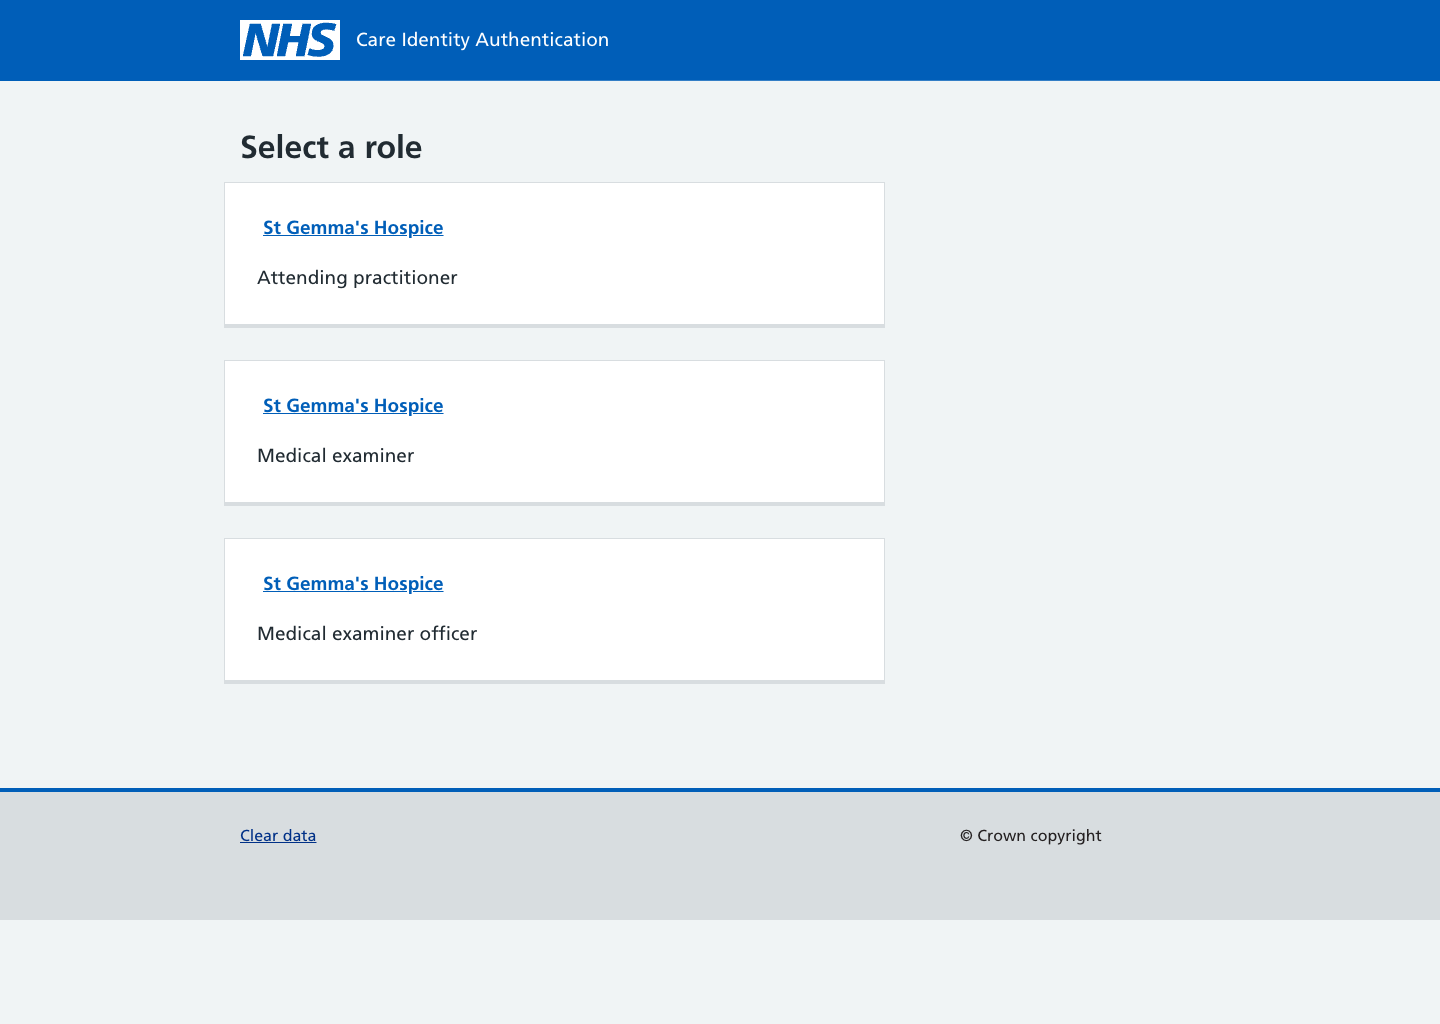 NHS Care Identity Authentication
Select a role
St Gemma's Hospice
Attending practitioner
St Gemma's Hospice
Medical examiner
St Gemma's Hospice
Medical examiner officer
Clear data
© Crown copyright